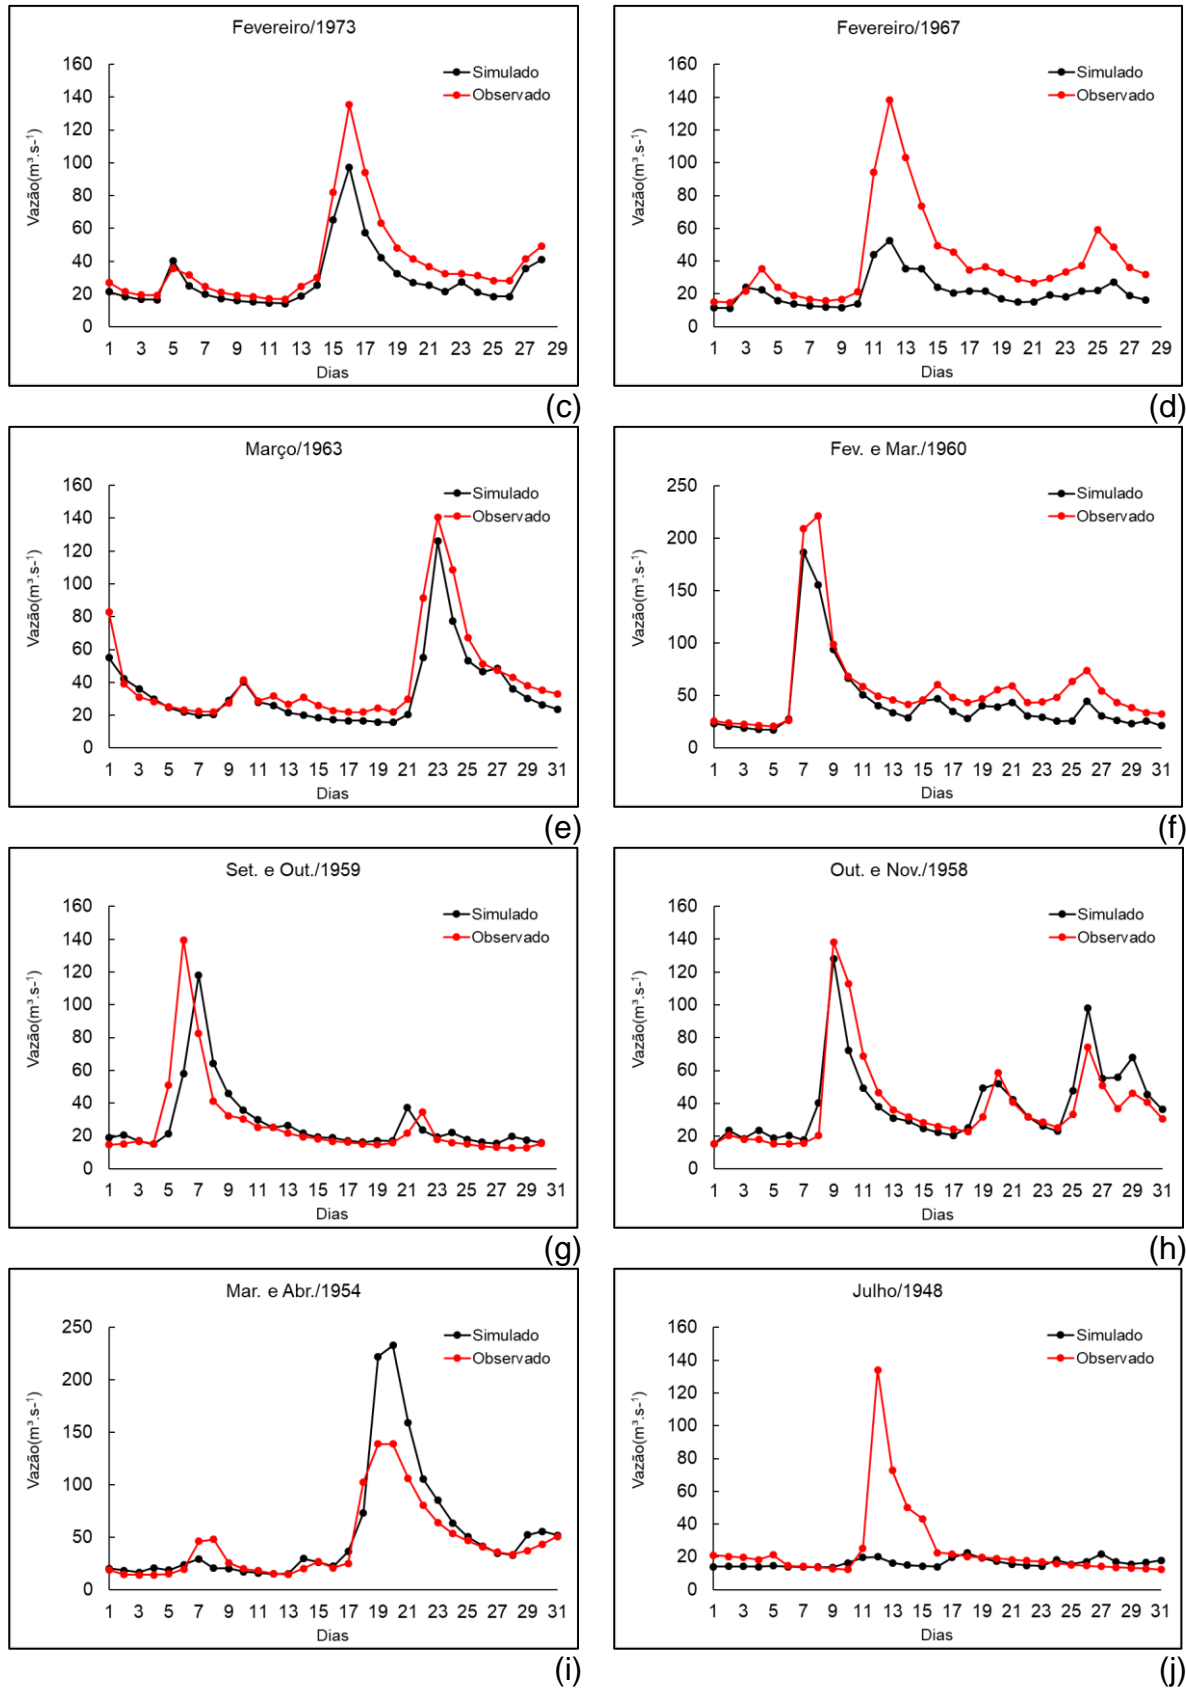 Fevereiro/1973
Vazão(m³.s-¹)
160
140
120
100
80
60
40
20
0
Simulado
Observado
1 3 5 7 9 11 13 15 17 19 21 23 25 27 29
Dias
(c)
Fevereiro/1967
Vazão(m³.s-¹)
160
140
120
100
80
60
40
20
0
Simulado
Observado
1 3 5 7 9 11 13 15 17 19 21 23 25 27 29
Dias
(d)
Março/1963
Vazão(m³.s-¹)
160
140
120
100
80
60
40
20
0
Simulado
Observado
1 3 5 7 9 11 13 15 17 19 21 23 25 27 29 31
Dias
(e)
Fev. e Mar./1960
Vazão(m³.s-¹)
250
200
150
100
50
0
Simulado
Observado
1 3 5 7 9 11 13 15 17 19 21 23 25 27 29 31
Dias
(f)
Set. e Out./1959
Vazão(m³.s-¹)
160
140
120
100
80
60
40
20
0
Simulado
Observado
1 3 5 7 9 11 13 15 17 19 21 23 25 27 29 31
Dias
(g)
Out. e Nov./1958
Vazão(m³.s-¹)
160
140
120
100
80
60
40
20
0
Simulado
Observado
1 3 5 7 9 11 13 15 17 19 21 23 25 27 29 31
Dias
(h)
Mar. e Abr./1954
Vazão(m³.s-¹)
250
200
150
100
50
0
Simulado
Observado
1 3 5 7 9 11 13 15 17 19 21 23 25 27 29 31
Dias
(i)
Julho/1948
Vazão(m³.s-¹)
160
140
120
100
80
60
40
20
0
Simulado
Observado
1 3 5 7 9 11 13 15 17 19 21 23 25 27 29 31
Dias
(j)